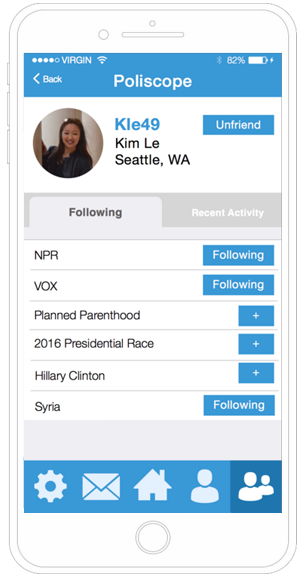 VIRGIN 82%
Back Poliscope
Kle49 Unfriend
Kim Le
Seattle, WA
Following Recent Activity
NPR Following
VOX Following
Planned Parenthood +
2016 Presidential Race +
Hillary Clinton +
Syria Following